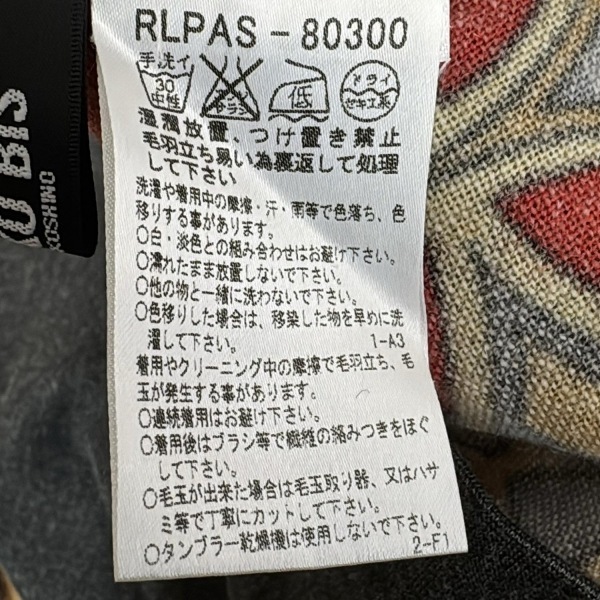 RLPAS-80300
手洗イ
30
中性
エンソサラシ
低
ドライ
セキユ系
湿潤放置、つけ置き禁止
毛羽立ち易い為裏返して処理
して下さい
洗濯や着用中の摩擦・汗・雨等で色落ち、色
移りする事があります。
○白・淡色との組み合わせはお避け下さい。
○濡れたまま放置しないで下さい。
○他の物と一緒に洗わないで下さい。
○色移りした場合は、移染した物を早めに洗
濯して下さい。
1-A3
着用やクリーニング中の摩擦で毛羽立ち、毛
玉が発生する事があります。
○連続着用はお避け下さい。
○着用後はブラシ等で繊維の絡みつきをほぐ
して下さい。
○毛玉が出来た場合は毛玉取り器、又はハサ
ミ等で丁寧にカットして下さい。
○タンブラー乾燥機は使用しないで下さい。
2-F1
KO BIS
KOSHINO